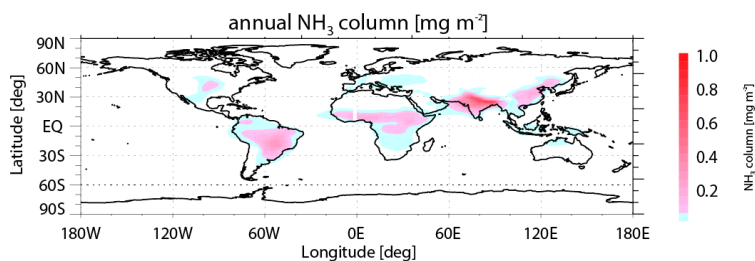 annual NH₃ column [mg m⁻²]
90N
60N
30N
EQ
30S
60S
90S
Latitude [deg]
180W
120W
60W
0E
60E
120E
180E
Longitude [deg]
1.0
0.8
0.6
0.4
0.2
NH₃ column [mg m⁻²]